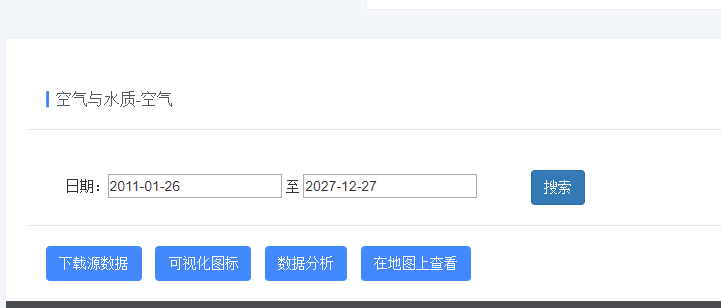 空气与水质-空气
日期：2011-01-26 至 2027-12-27 搜索
下载源数据 可视化图标 数据分析 在地图上查看